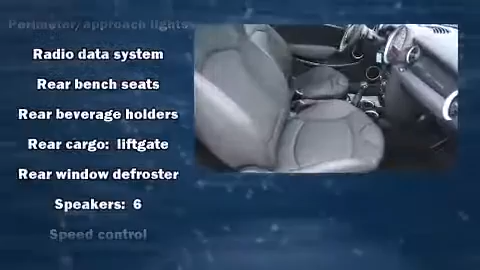 Perimeter/approach lights
Radio data system
Rear bench seats
Rear beverage holders
Rear cargo:  liftgate
Rear window defroster
Speakers:  6
Speed control